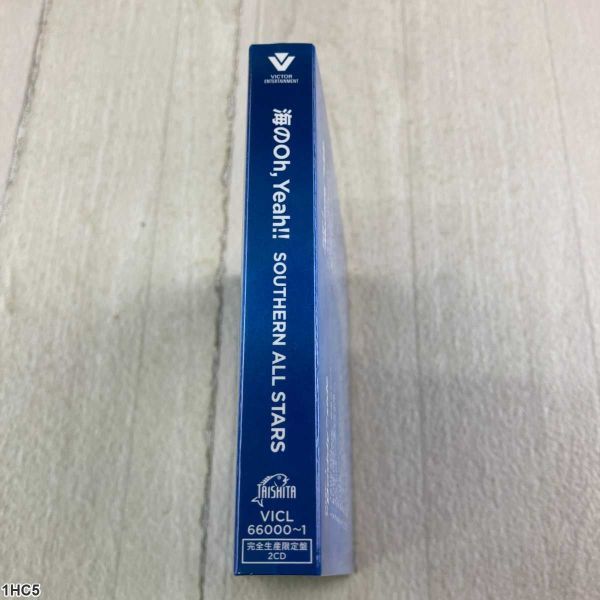 VICTOR
ENTERTAINMENT
海のOh, Yeah!! SOUTHERN ALL STARS
TAISHITA
VICL
66000~1
完全生産限定盤
2CD
1HC5